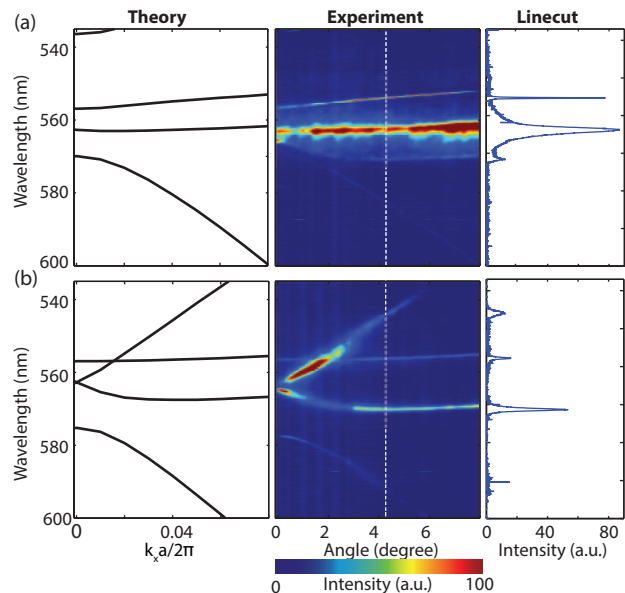 Theory Experiment Linecut
(a)
540
560
580
600
Wavelength (nm)
(b)
540
560
580
600
Wavelength (nm)
0 0.04
0 2 4 6
0 40 80
kₓa/2π Angle (degree) Intensity (a.u.)
0 Intensity (a.u.) 100